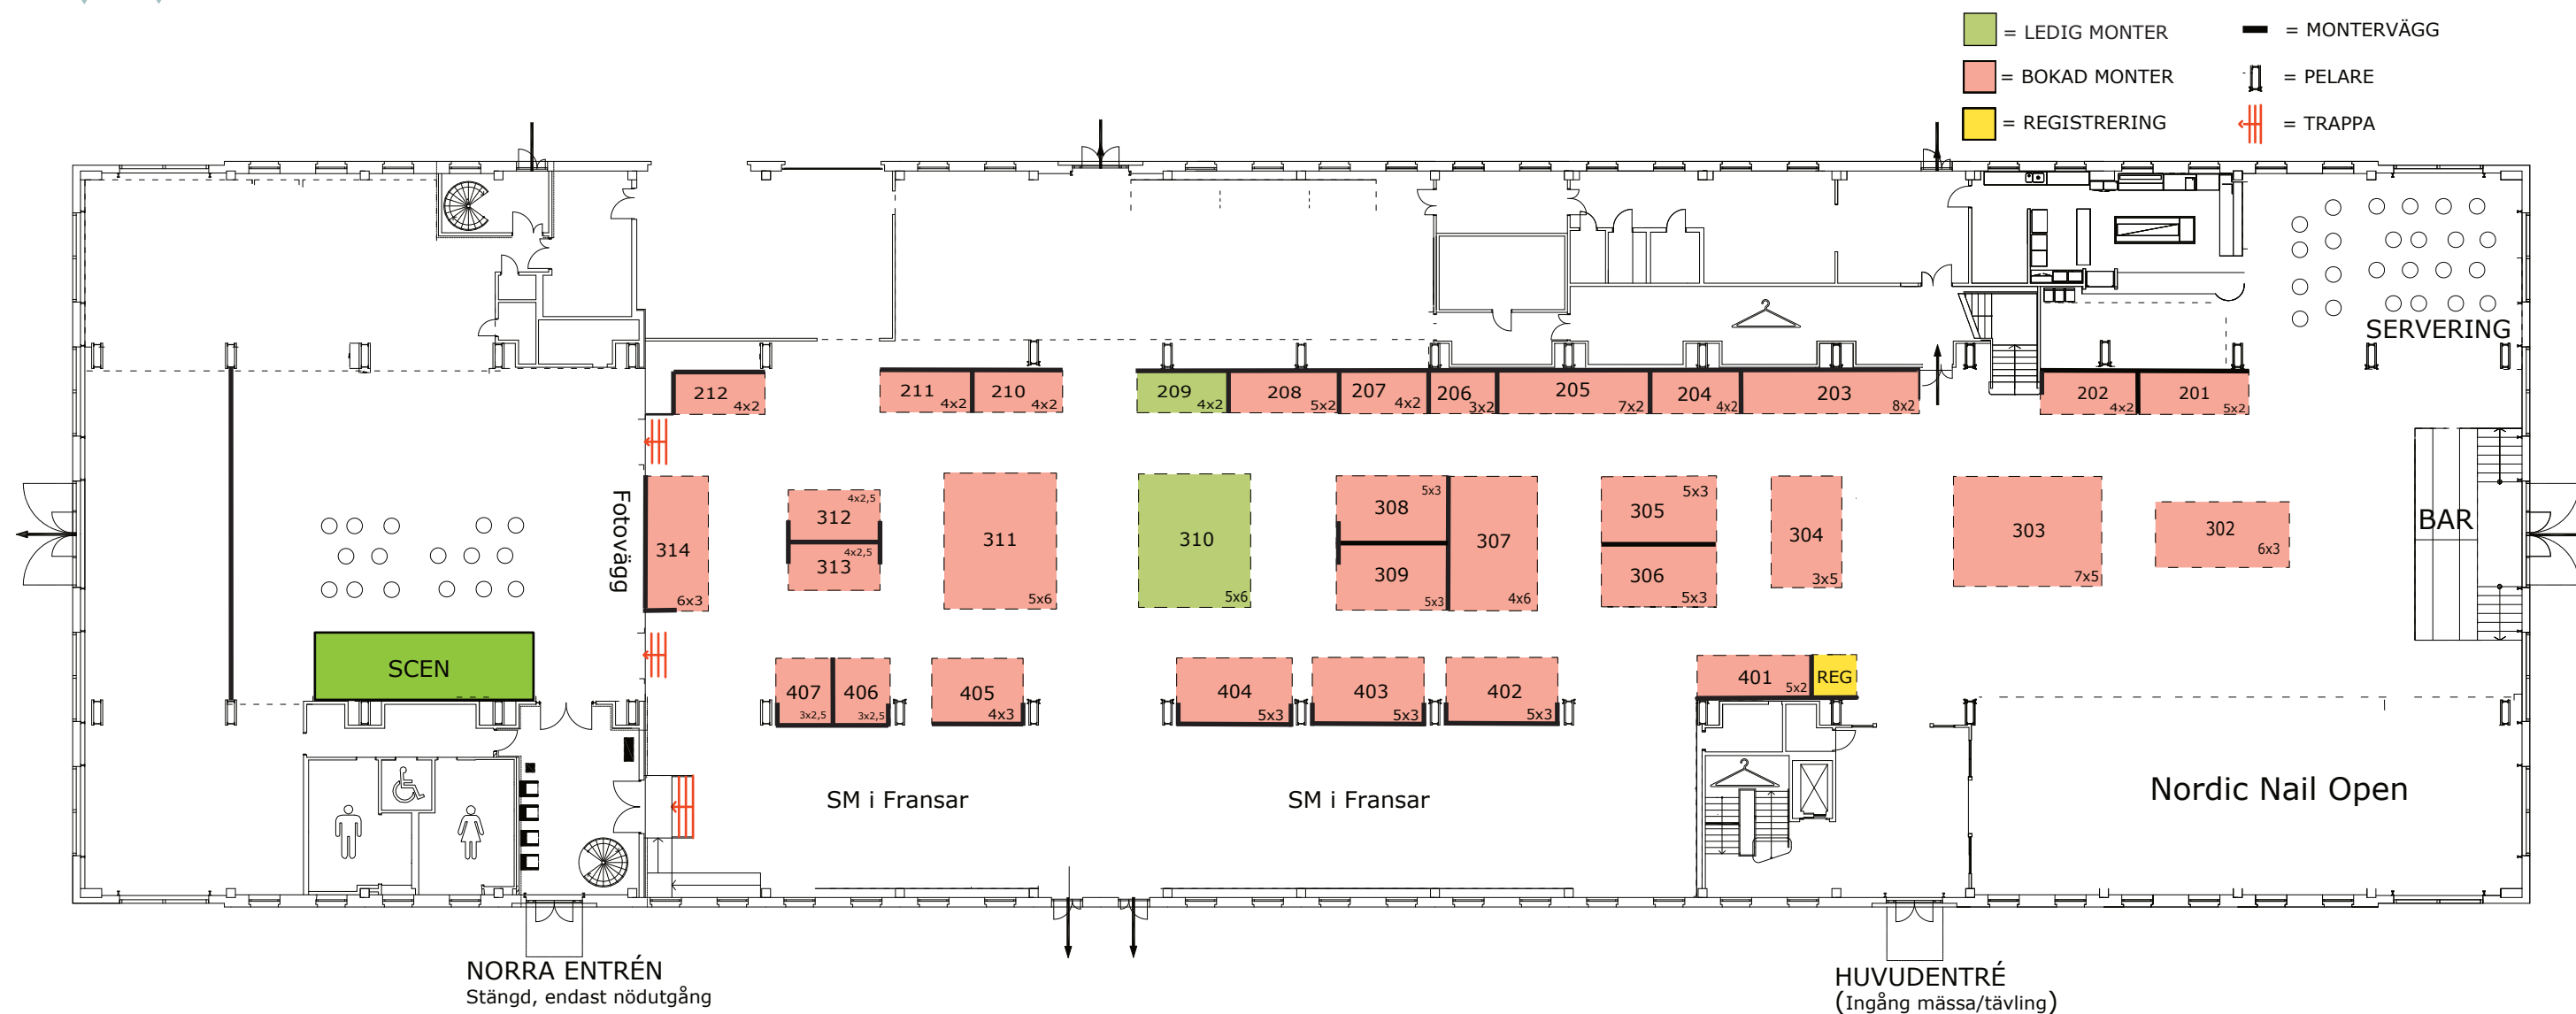 = LEDIG MONTER
= MONTERVÄGG
= BOKAD MONTER
= PELARE
= REGISTRERING
= TRAPPA
SERVERING
212 4x2
211 4x2
210 4x2
209 4x2
208 5x2
207 4x2
206 3x2
205 7x2
204 4x2
203 8x2
202 4x2
201 5x2
Fotovägg
314 6x3
4x2,5
312
4x2,5
313
311 5x6
310 5x6
5x3
308
309 5x3
307 4x6
5x3
305
306 5x3
304 3x5
303 7x5
302 6x3
BAR
SCEN
407 3x2,5
406 3x2,5
405 4x3
404 5x3
403 5x3
402 5x3
401 5x2
REG
SM i Fransar
SM i Fransar
Nordic Nail Open
NORRA ENTRÉN
Stängd, endast nödutgång
HUVUDENTRÉ
(Ingång mässa/tävling)